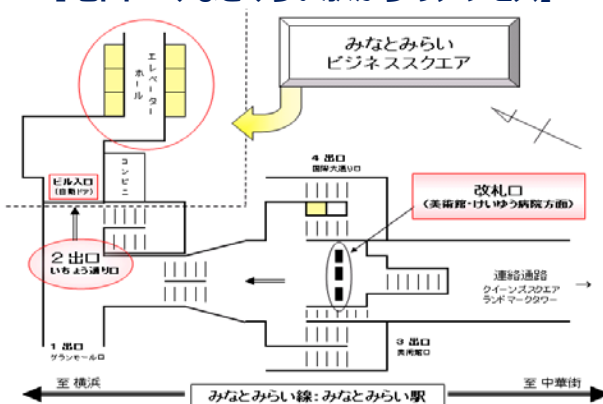 みなとみらい
ビジネススクエア
エレベーター
ホール
コンビニ
ビル入口
(自動ドア)
4 出口
国際大通り口
改札口
(美術館・けいゆう病院方面)
2 出口
いちょう通り口
連絡通路
クイーンズスクエア
ランドマークタワー
1 出口
グランモール口
3 出口
美術館口
至 横浜
みなとみらい線:みなとみらい駅
至 中華街